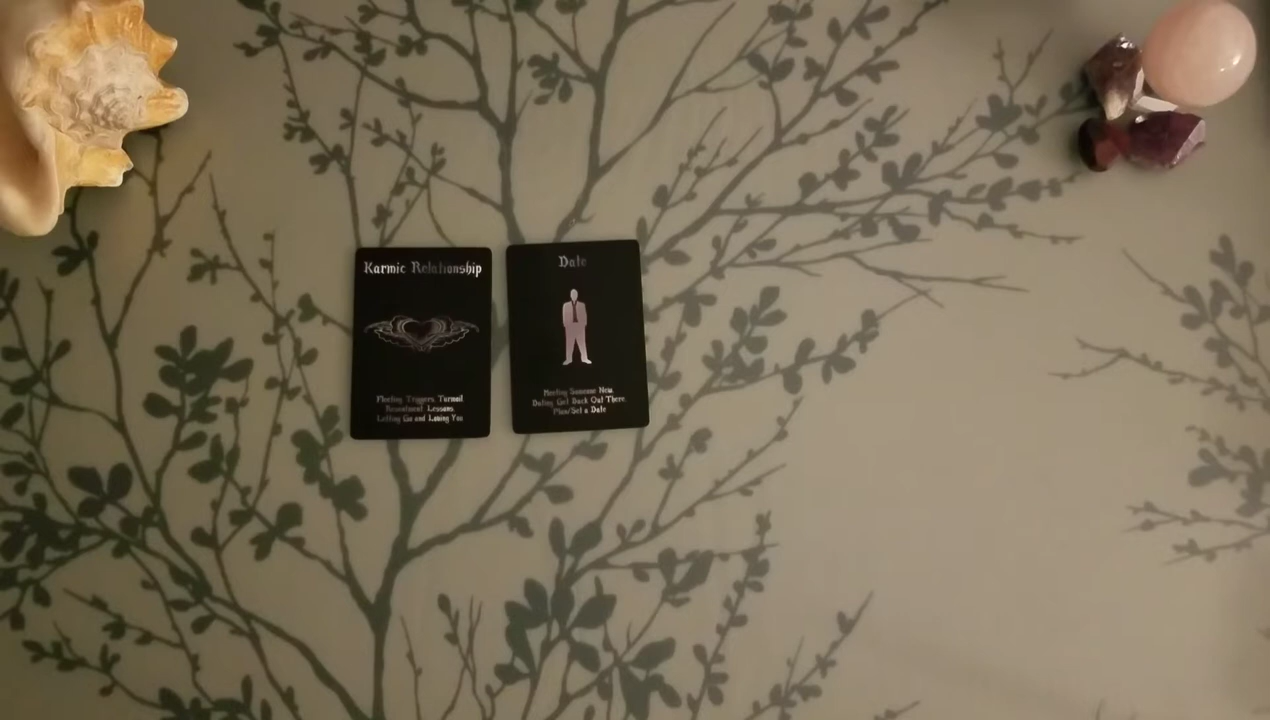 Karmic Relationship
Meeting Triggers, Turmoil,
Lessons,
Letting Go and Loving You
Date
Meeting Someone New,
Dating, Get Back Out There,
Plan/Set a Date